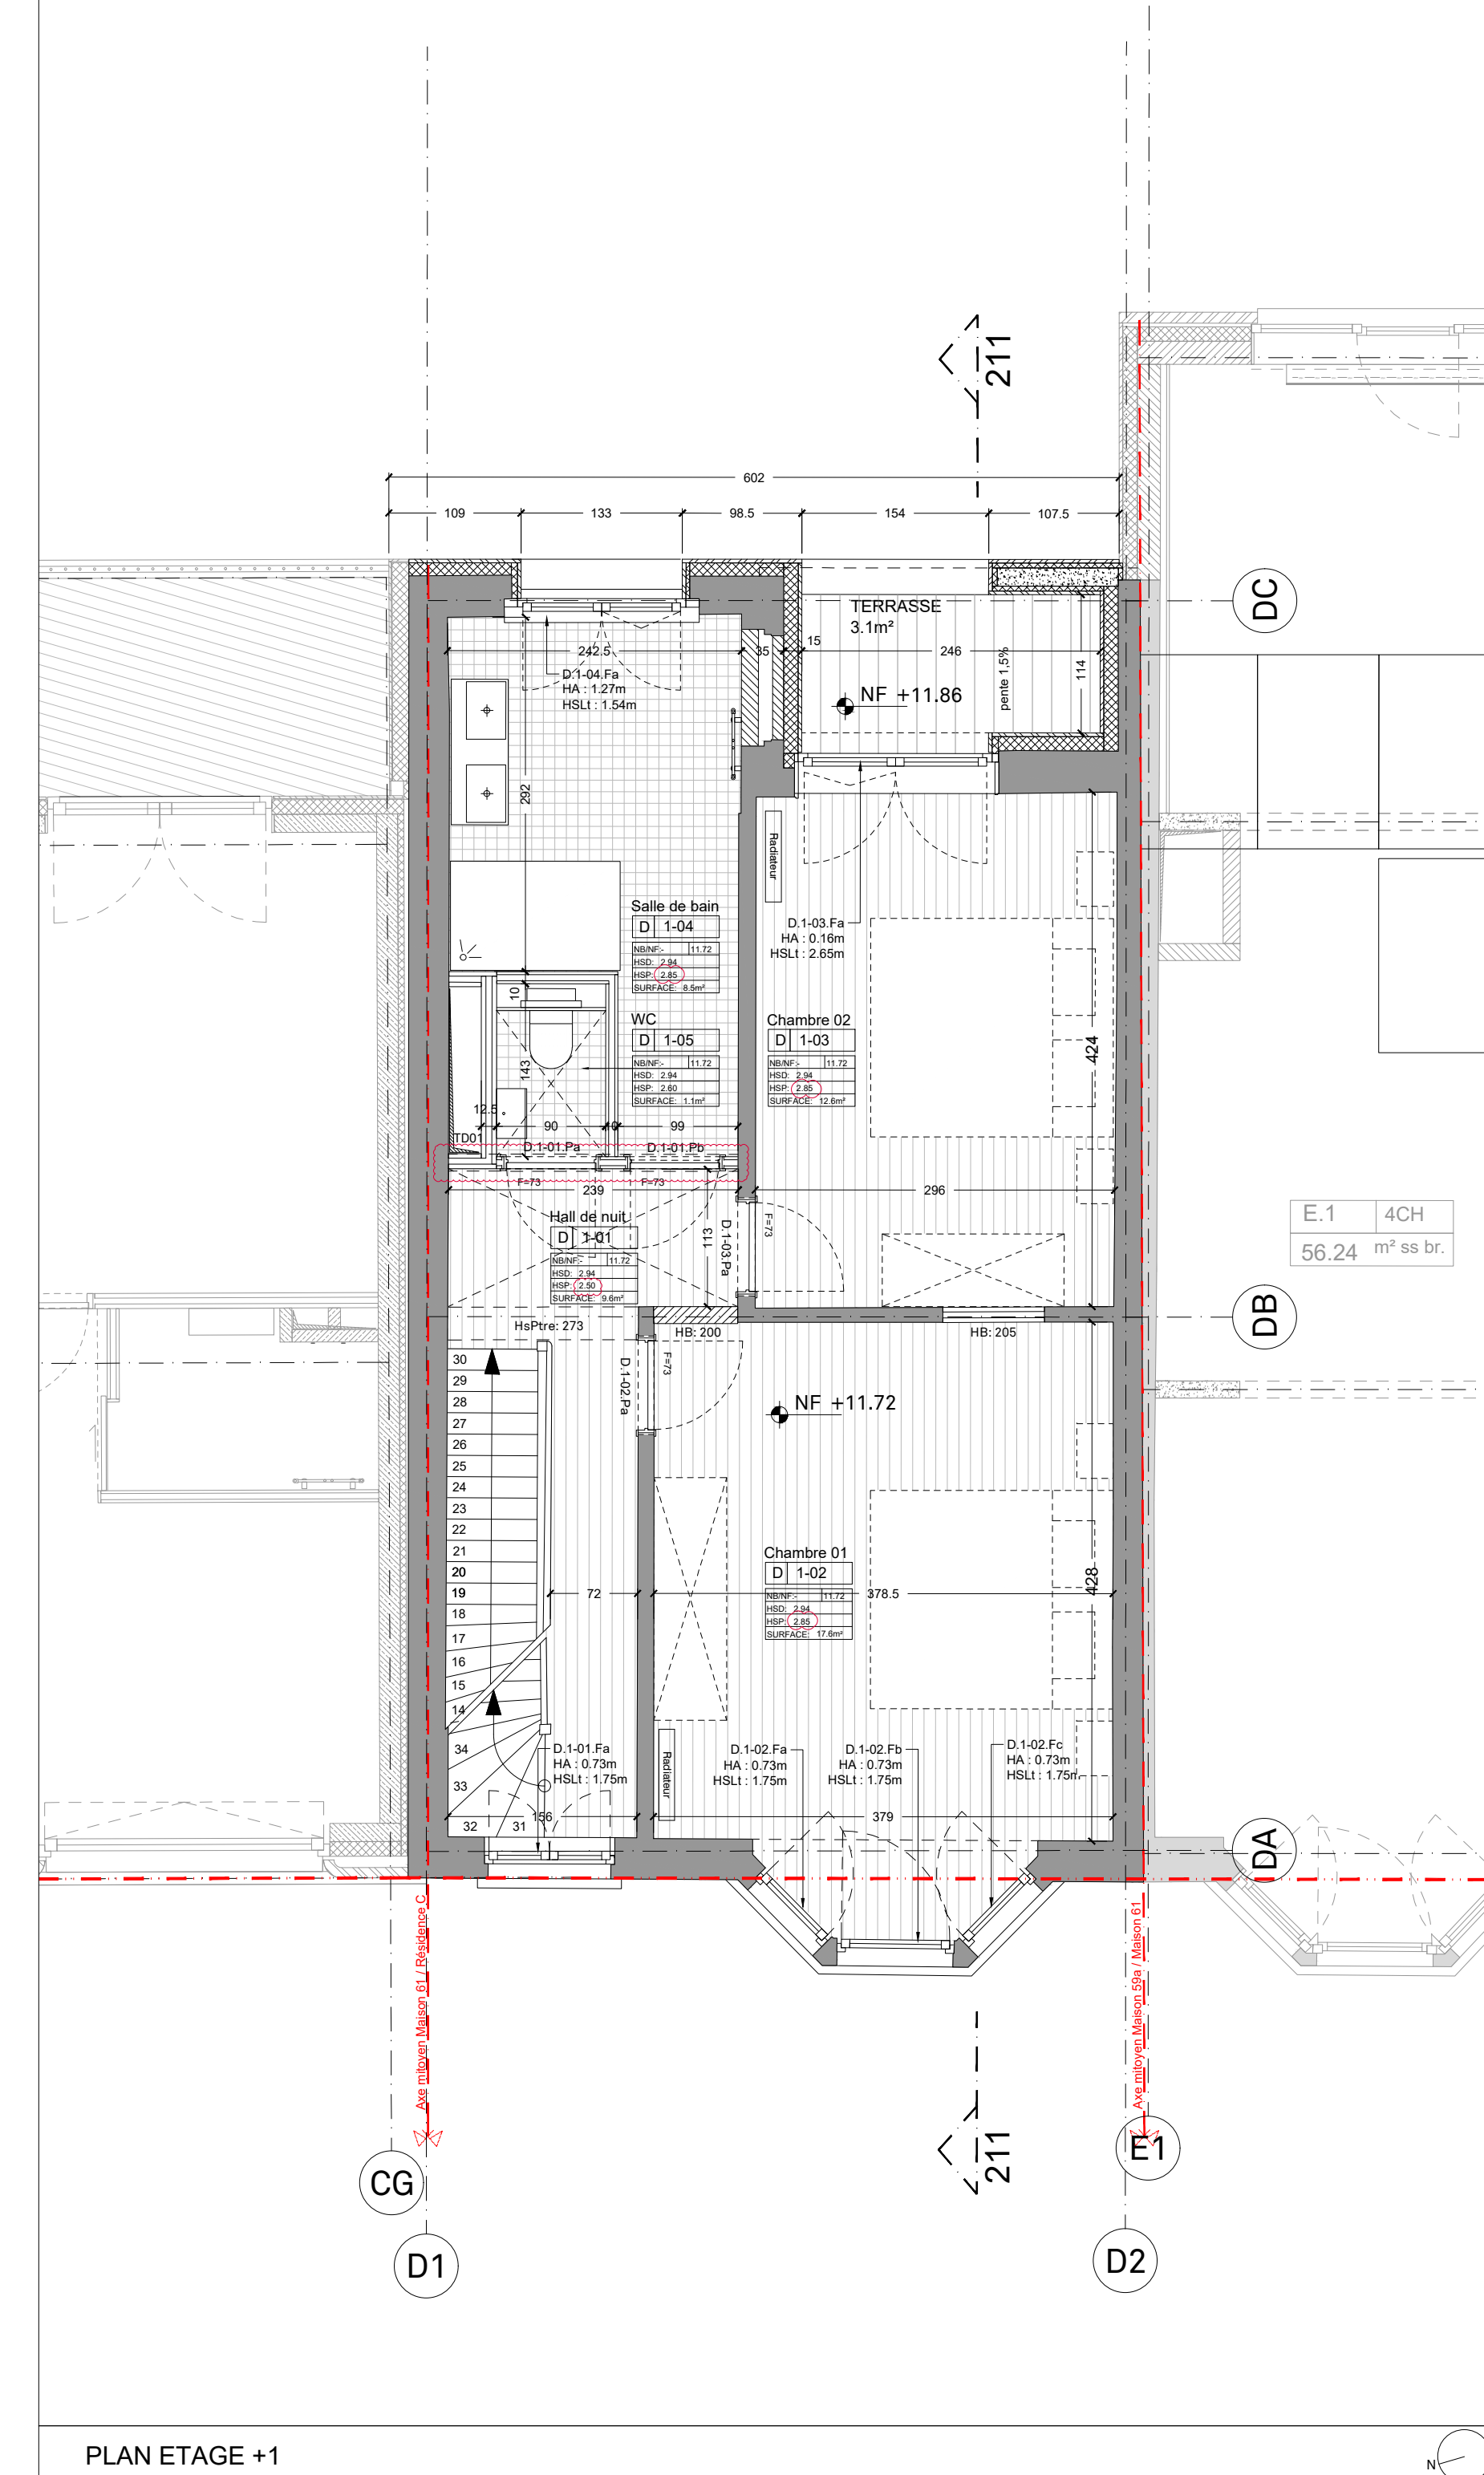 211
602
109
133
98.5
154
107.5
DC
TERRASSE
3.1m²
15
242.5
35
246
pente 1,5%
114
D.1-04.Fa
HA : 1.27m
HSLt : 1.54m
NF +11.86
292
Radiateur
Salle de bain
D 1-04
NB/NF:- 11.72
HSD: 2.94
HSP: 2.85
SURFACE: 8.5m²
D.1-03.Fa
HA : 0.16m
HSLt : 2.65m
10
WC
D 1-05
NB/NF:- 11.72
HSD: 2.94
HSP: 2.60
SURFACE: 1.1m²
Chambre 02
D 1-03
NB/NF:- 11.72
HSD: 2.94
HSP: 2.85
SURFACE: 12.6m²
424
143
12.5
90
10
99
TD01
D.1-01.Pa
D.1-01.Pb
F=73
F=73
239
296
Hall de nuit
D 1-01
NB/NF:- 11.72
HSD: 2.94
HSP: 2.50
SURFACE: 9.6m²
113
D.1-03.Pa
F=73
E.1 4CH
56.24 m² ss br.
DB
HsPtre: 273
HB: 200
HB: 205
30
29
28
27
26
25
24
23
22
21
20
19
18
17
16
15
14
34
33
32
31
D.1-02.Pa
F=73
NF +11.72
Chambre 01
D 1-02
NB/NF:- 11.72
HSD: 2.94
HSP: 2.85
SURFACE: 17.6m²
72
378.5
428
D.1-01.Fa
HA : 0.73m
HSLt : 1.75m
Radiateur
D.1-02.Fa
HA : 0.73m
HSLt : 1.75m
D.1-02.Fb
HA : 0.73m
HSLt : 1.75m
D.1-02.Fc
HA : 0.73m
HSLt : 1.75m
156
379
DA
Axe mitoyen Maison 61 / Résidence C
Axe mitoyen Maison 59a / Maison 61
211
E1
CG
D1
D2
PLAN ETAGE +1
N